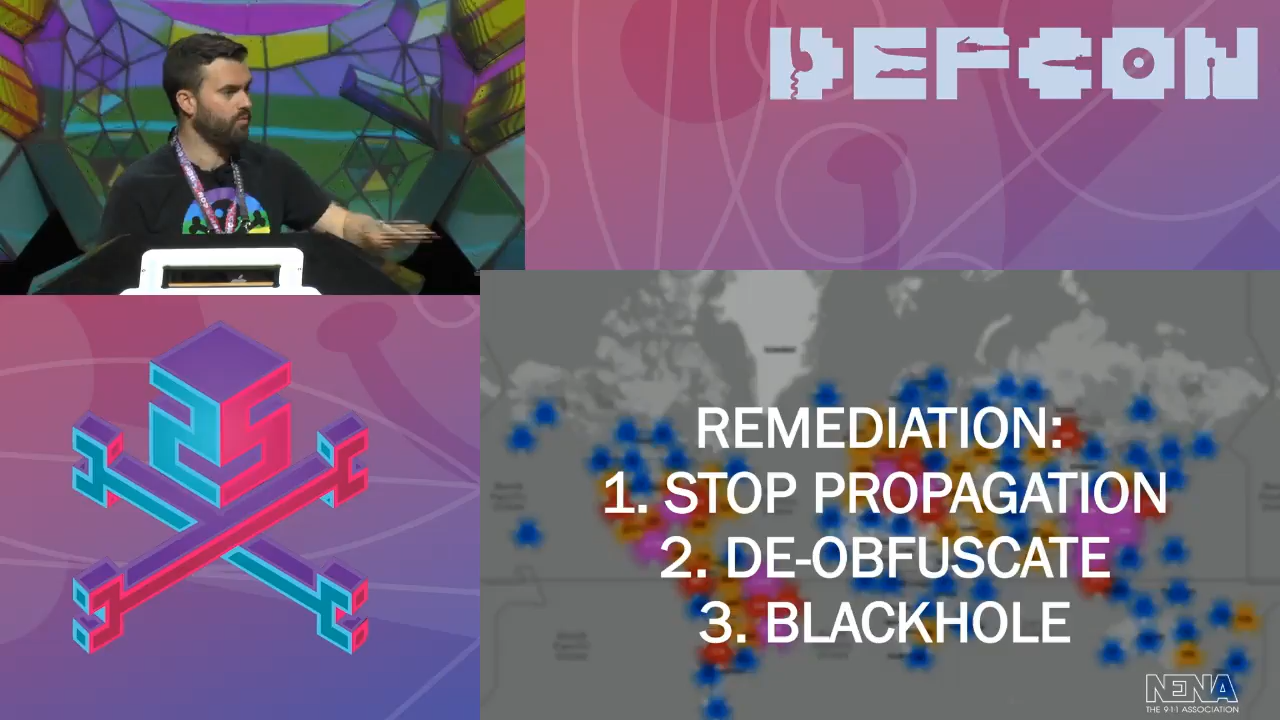 DEFCON
REMEDIATION:
1. STOP PROPAGATION
2. DE-OBFUSCATE
3. BLACKHOLE
NENA
THE 9-1-1 ASSOCIATION